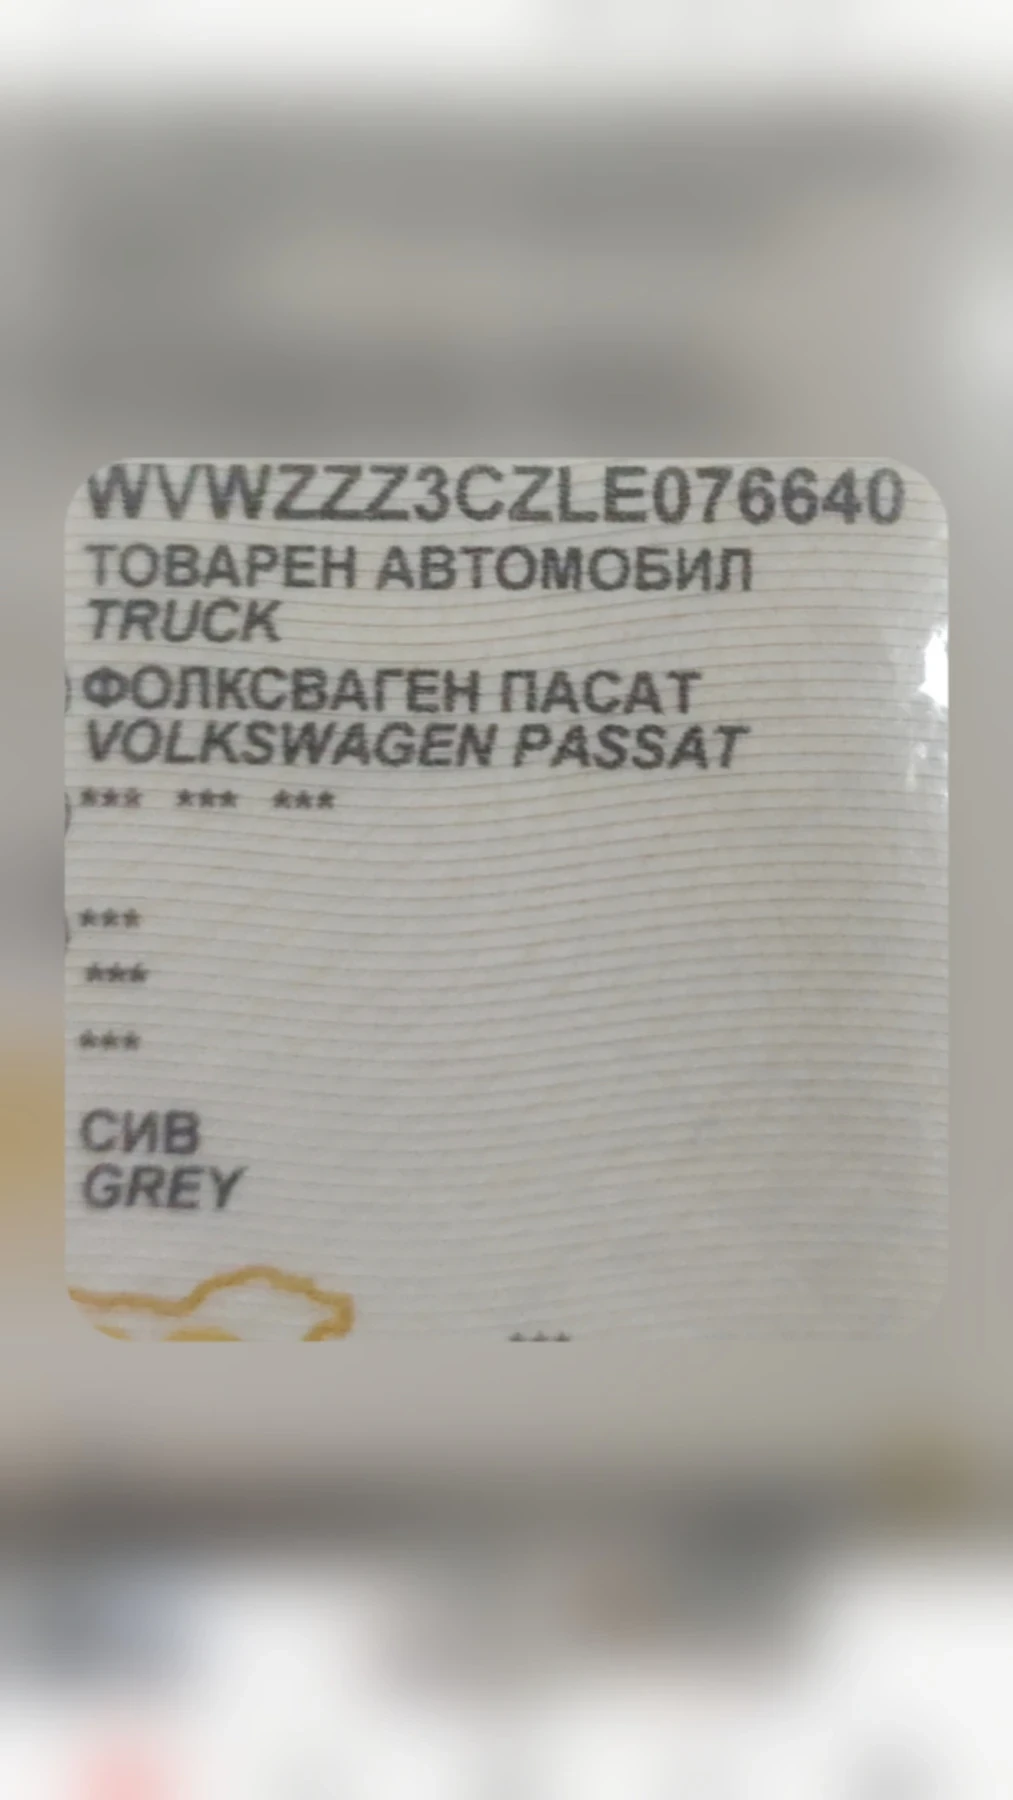 WVWZZZ3CZLE076640
ТОВАРЕН АВТОМОБИЛ
TRUCK
ФОЛКСВАГЕН ПАСАТ
VOLKSWAGEN PASSAT
*** *** ***
***
***
***
СИВ
GREY
***